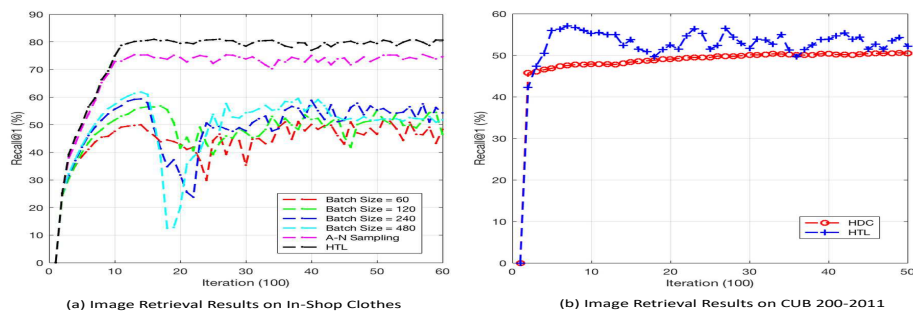 90
80
70
60
50
40
30
20
10
0
Recall@1 (%)
0 10 20 30 40 50 60
Iteration (100)
Batch Size = 60
Batch Size = 120
Batch Size = 240
Batch Size = 480
A-N Sampling
HTL
(a) Image Retrieval Results on In-Shop Clothes
60
50
40
30
20
10
0
Recall@1 (%)
0 10 20 30 40 50
Iteration (100)
HDC
HTL
(b) Image Retrieval Results on CUB 200-2011